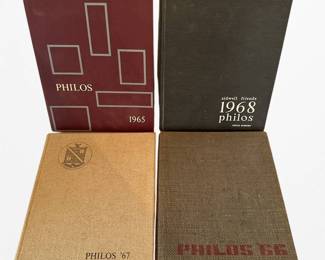 PHILOS
1965
sidwell friends
1968
philos
PHILOS '67
PHILOS 66